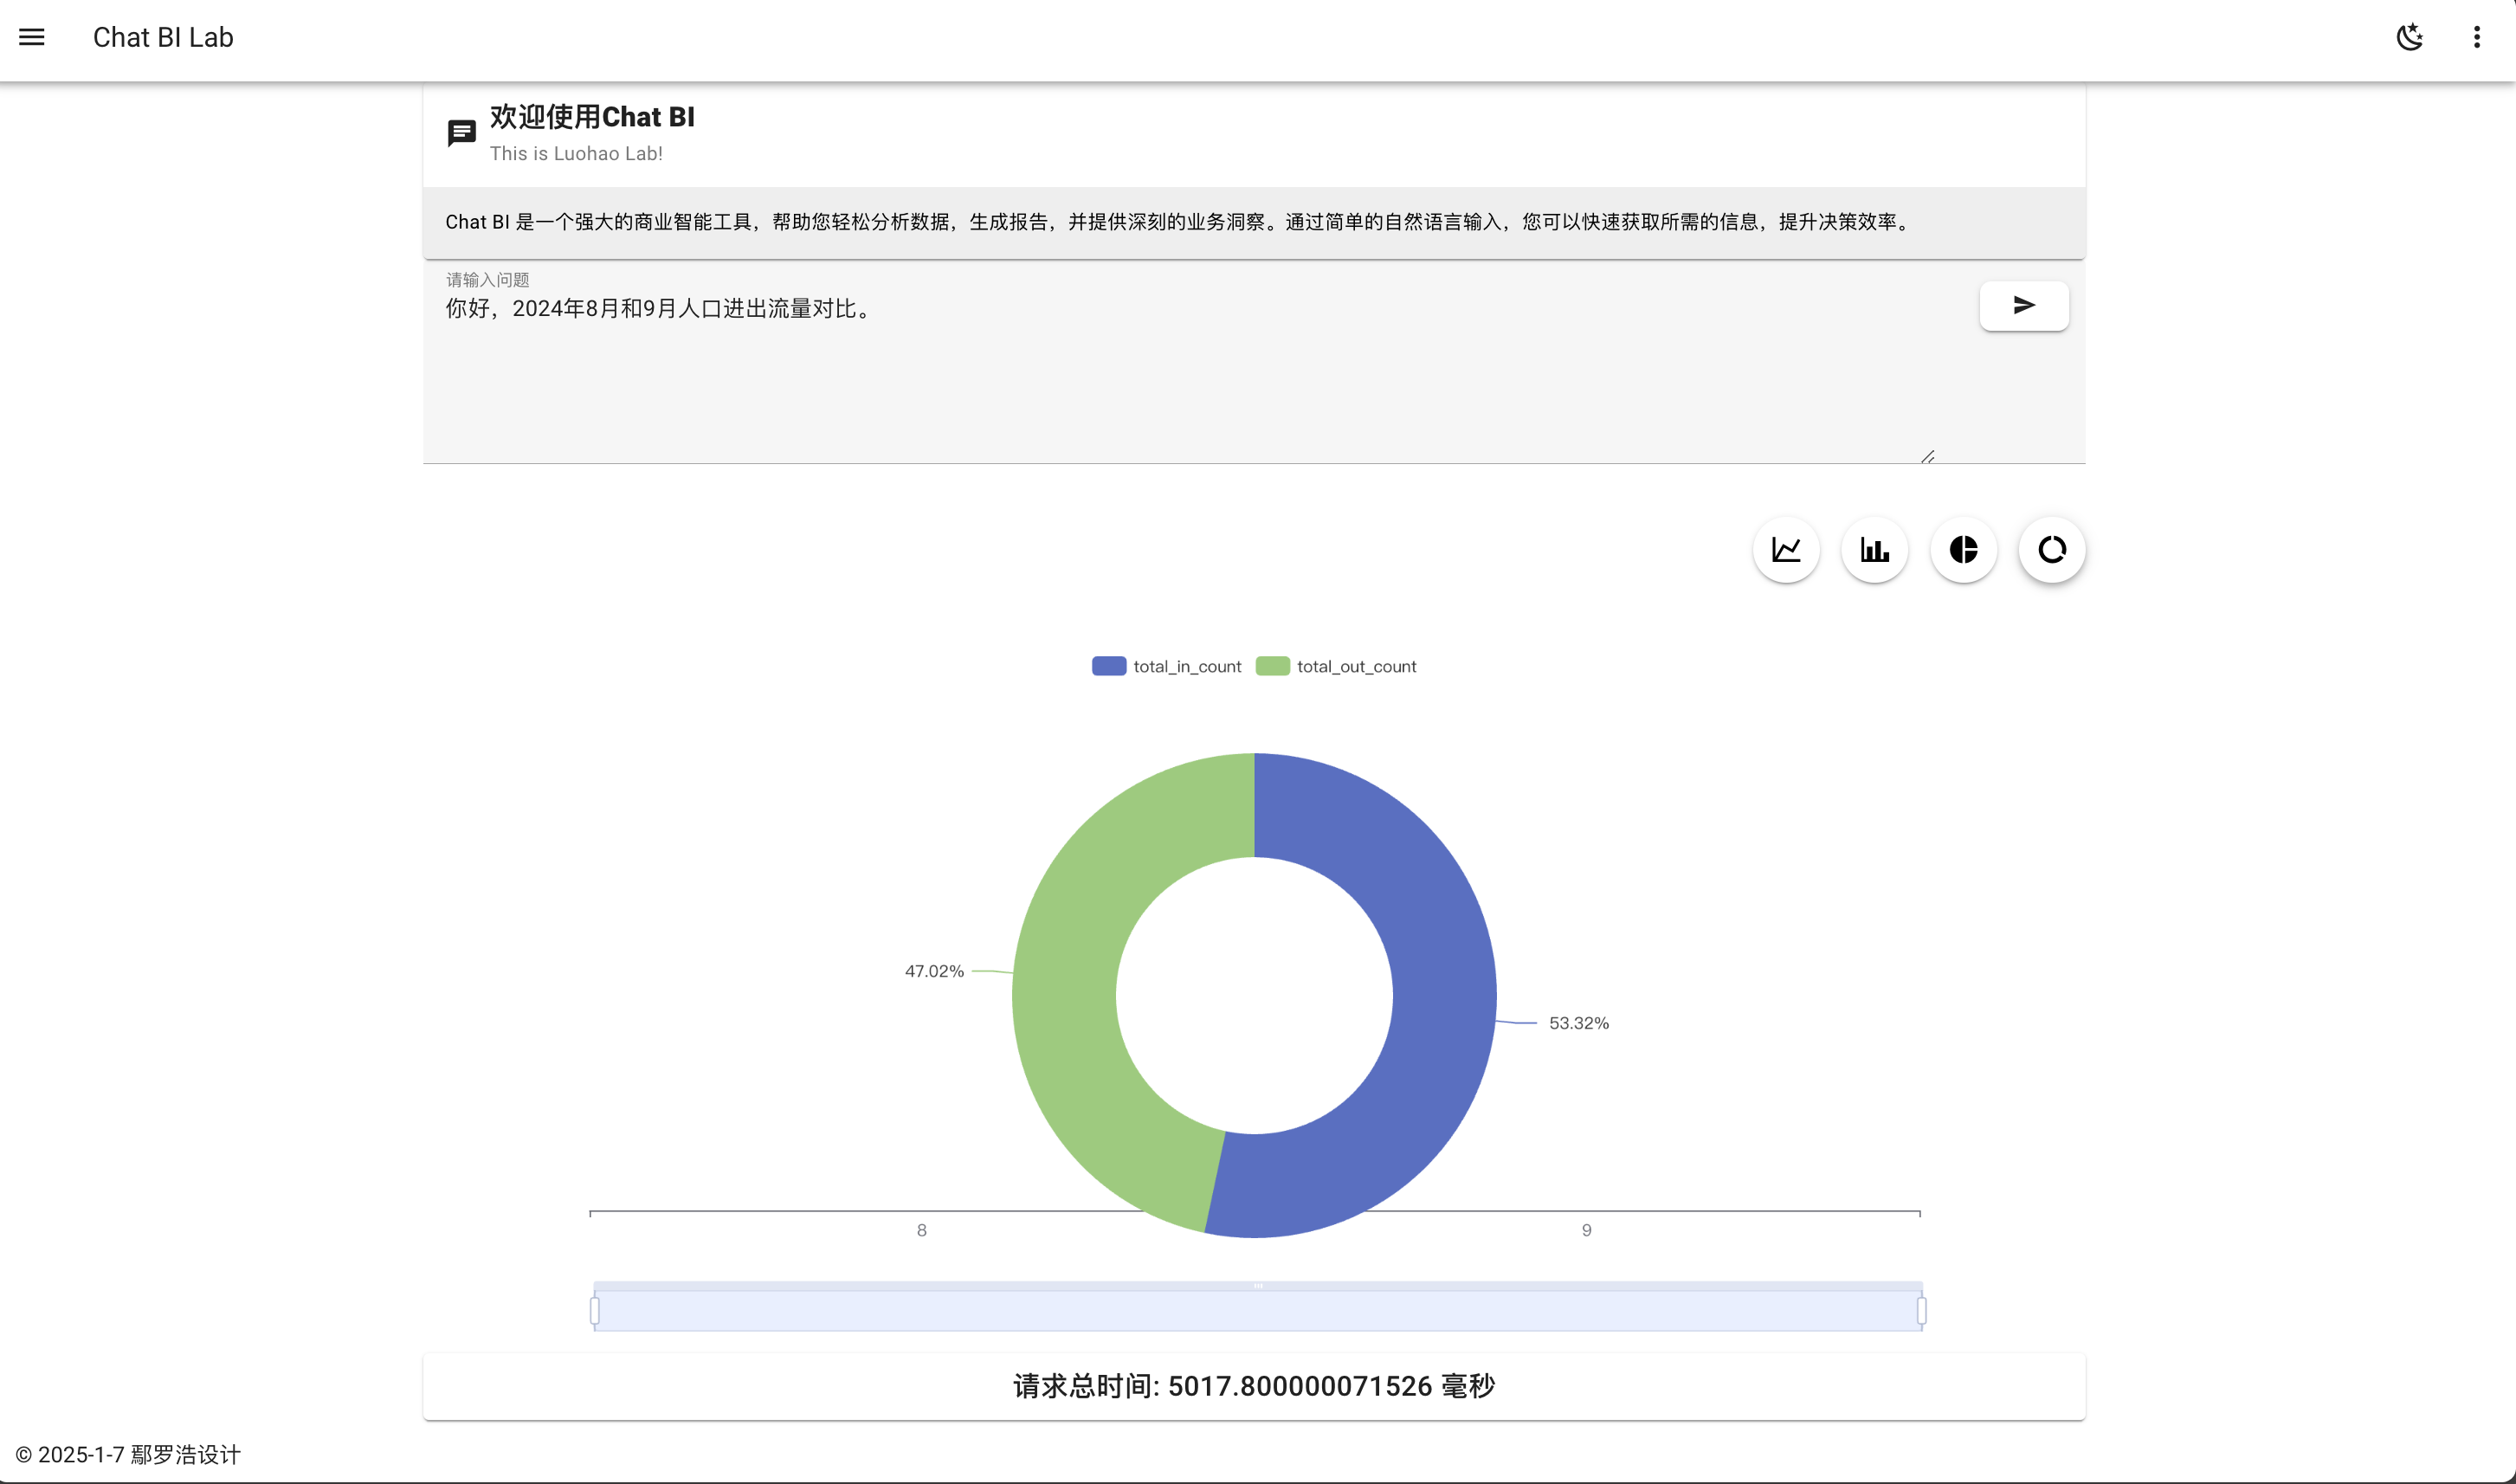 Chat BI Lab
欢迎使用Chat BI
This is Luohao Lab!
Chat BI 是一个强大的商业智能工具，帮助您轻松分析数据，生成报告，并提供深刻的业务洞察。通过简单的自然语言输入，您可以快速获取所需的信息，提升决策效率。
请输入问题
你好，2024年8月和9月人口进出流量对比。
total_in_count total_out_count
47.02%
53.32%
8 9
请求总时间: 5017.800000071526 毫秒
© 2025-1-7 鄢罗浩设计